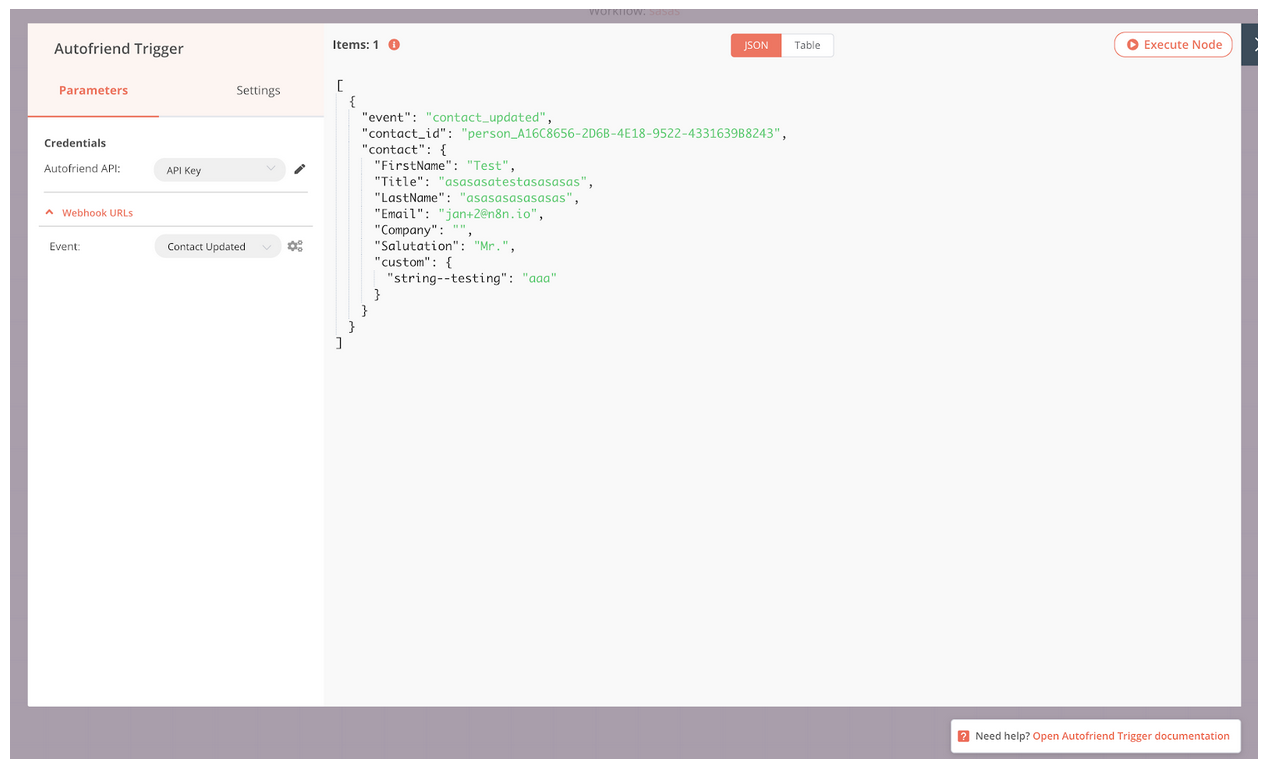 Workflow: sasas
Autofriend Trigger
Parameters
Settings
Credentials
Autofriend API:
API Key
Webhook URLs
Event:
Contact Updated
Items: 1
JSON
Table
Execute Node
[
{
"event": "contact_updated",
"contact_id": "person_A16C8656-2D6B-4E18-9522-4331639B8243",
"contact": {
"FirstName": "Test",
"Title": "asasasatestasasasas",
"LastName": "asasasasasasas",
"Email": "jan+2@n8n.io",
"Company": "",
"Salutation": "Mr.",
"custom": {
"string--testing": "aaa"
}
}
}
]
Need help? Open Autofriend Trigger documentation